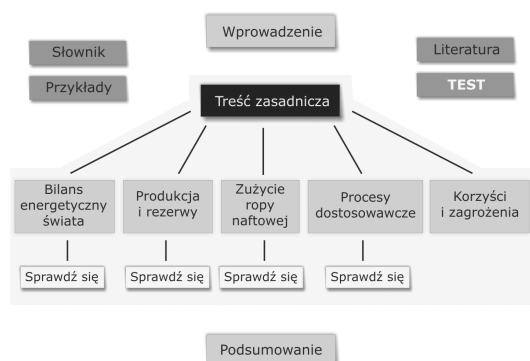 Wprowadzenie
Słownik
Literatura
Przykłady
TEST
Treść zasadnicza
Bilans
energetyczny
świata
Produkcja
i rezerwy
Zużycie
ropy
naftowej
Procesy
dostosowawcze
Korzyści
i zagrożenia
Sprawdź się
Sprawdź się
Sprawdź się
Sprawdź się
Podsumowanie